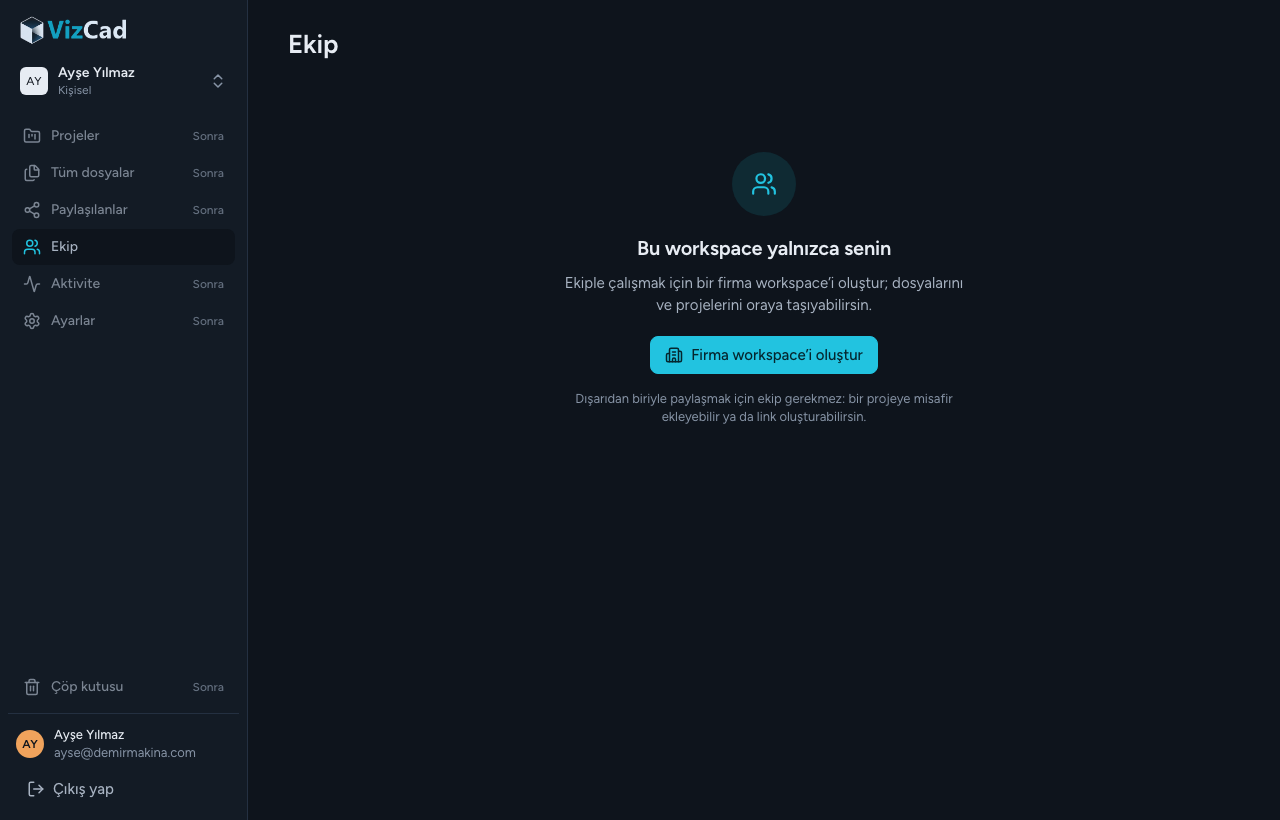 VizCad
AY
Ayşe Yılmaz
Kişisel
Projeler
Sonra
Tüm dosyalar
Sonra
Paylaşılanlar
Sonra
Ekip
Aktivite
Sonra
Ayarlar
Sonra
Çöp kutusu
Sonra
AY
Ayşe Yılmaz
ayse@demirmakina.com
Çıkış yap
Ekip
Bu workspace yalnızca senin
Ekiple çalışmak için bir firma workspace’i oluştur; dosyalarını
ve projelerini oraya taşıyabilirsin.
Firma workspace’i oluştur
Dışarıdan biriyle paylaşmak için ekip gerekmez: bir projeye misafir
ekleyebilir ya da link oluşturabilirsin.